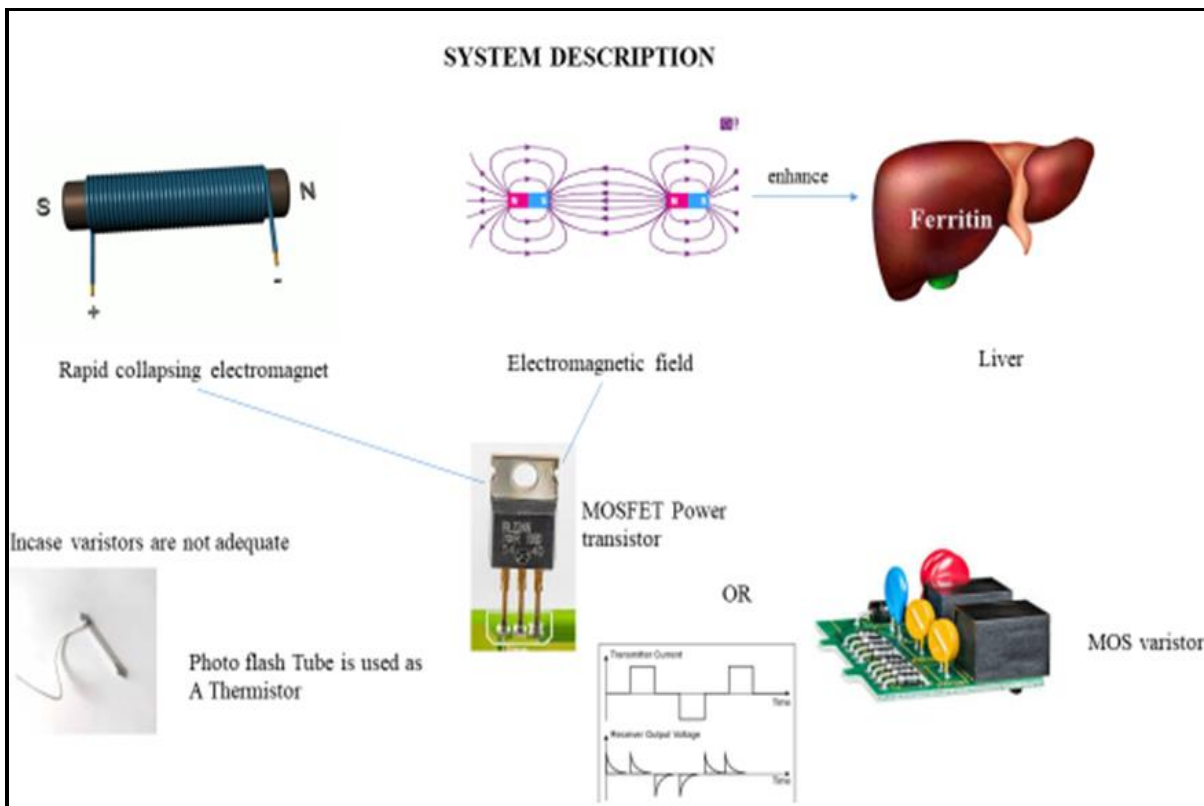 SYSTEM DESCRIPTION
S
N
+
-
enhance
Ferritin
Rapid collapsing electromagnet
Electromagnetic field
Liver
MOSFET Power
transistor
Incase varistors are not adequate
OR
MOS varistor
Photo flash Tube is used as
A Thermistor
Transmitter Current
Time
Receiver Output Voltage
Time